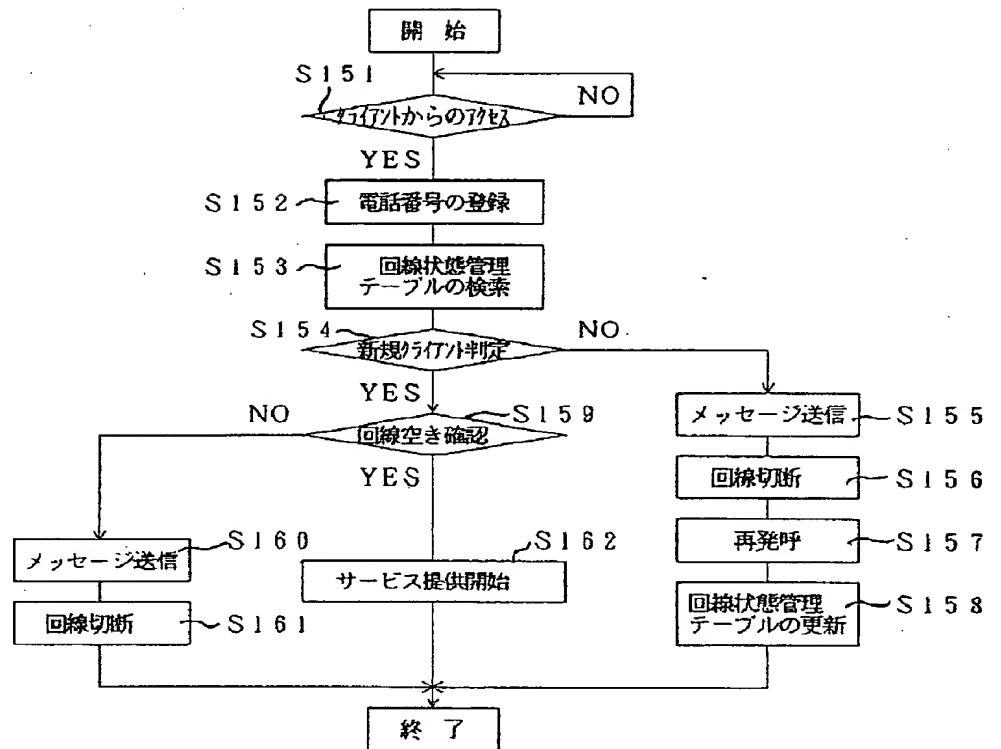 開 始
S151
NO
クライアントからのアクセス
YES
S152
電話番号の登録
S153
回線状態管理
テーブルの検索
S154
NO
新規クライアント判定
YES
NO
S159
回線空き確認
YES
メッセージ送信
S155
回線切断
S156
再発呼
S157
回線状態管理
テーブルの更新
S158
S160
メッセージ送信
S161
回線切断
S162
サービス提供開始
終 了